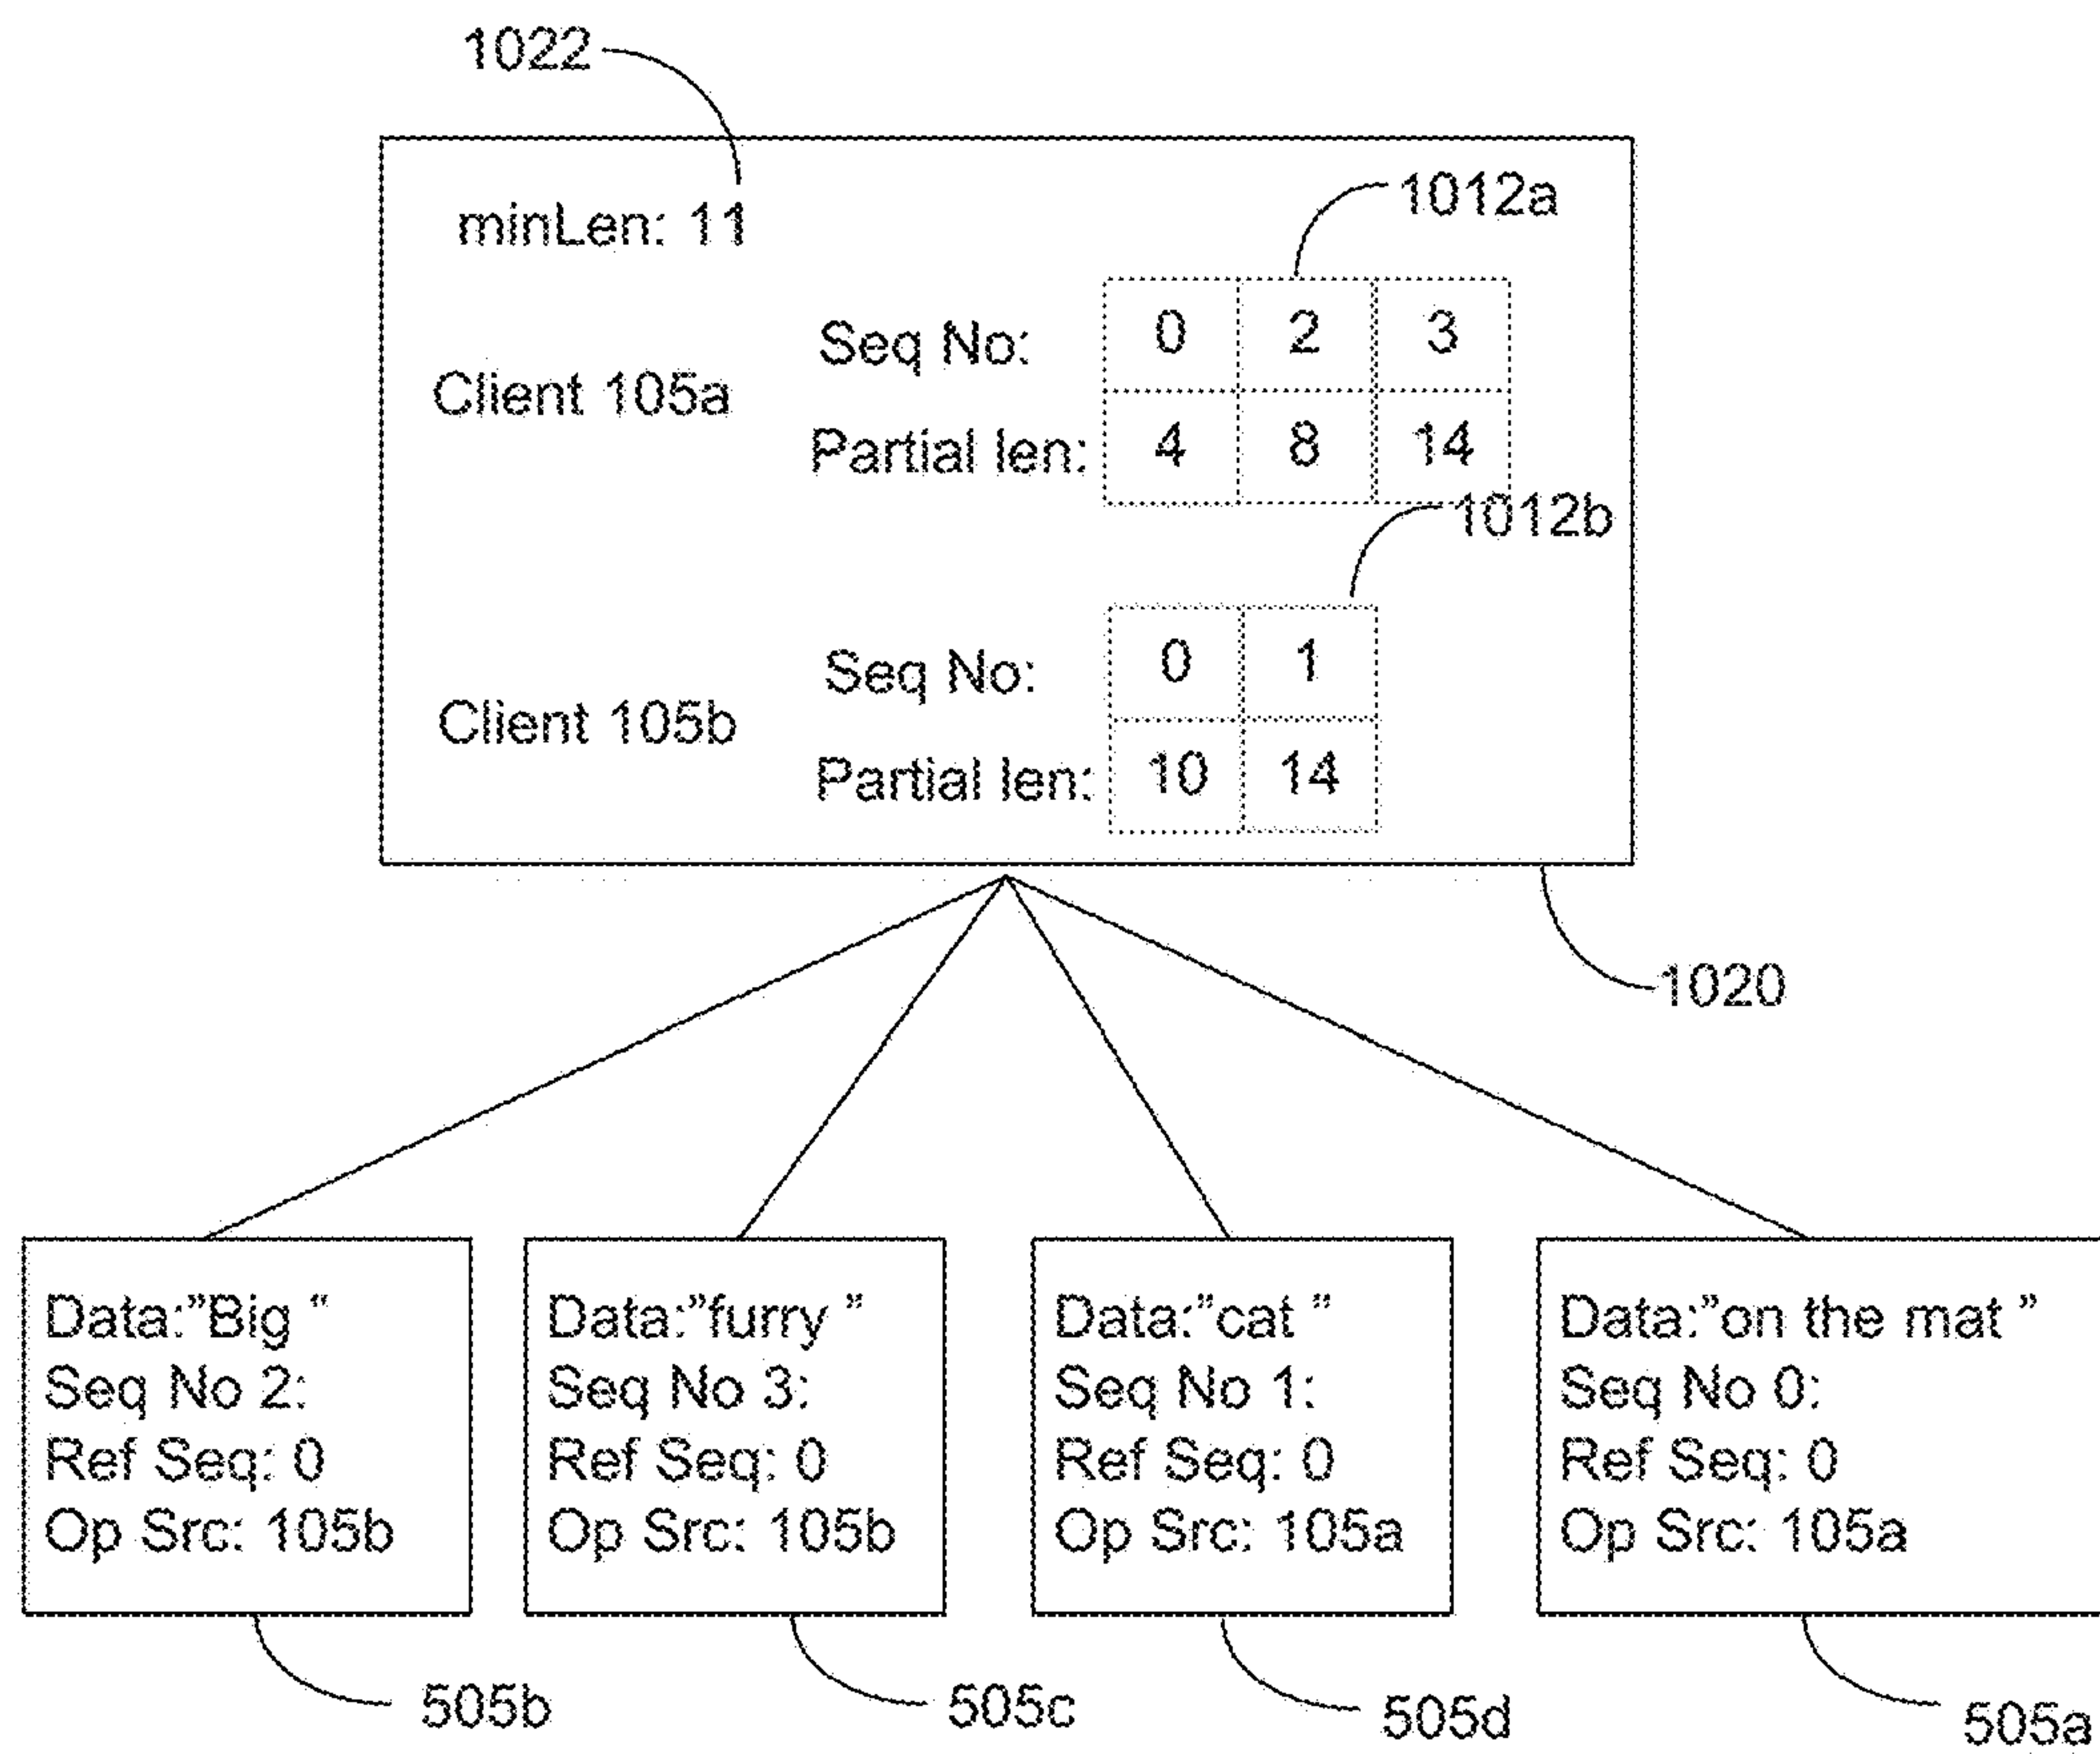 1022
minLen: 11
1012a
Seq No: 0 2 3
Client 105a
Partial len: 4 8 14
1012b
Seq No: 0 1
Client 105b
Partial len: 10 14
1020
Data:”Big “
Seq No 2:
Ref Seq: 0
Op Src: 105b
Data:”furry ”
Seq No 3:
Ref Seq: 0
Op Src: 105b
Data:”cat ”
Seq No 1:
Ref Seq: 0
Op Src: 105a
Data:”on the mat ”
Seq No 0:
Ref Seq: 0
Op Src: 105a
505b
505c
505d
505a